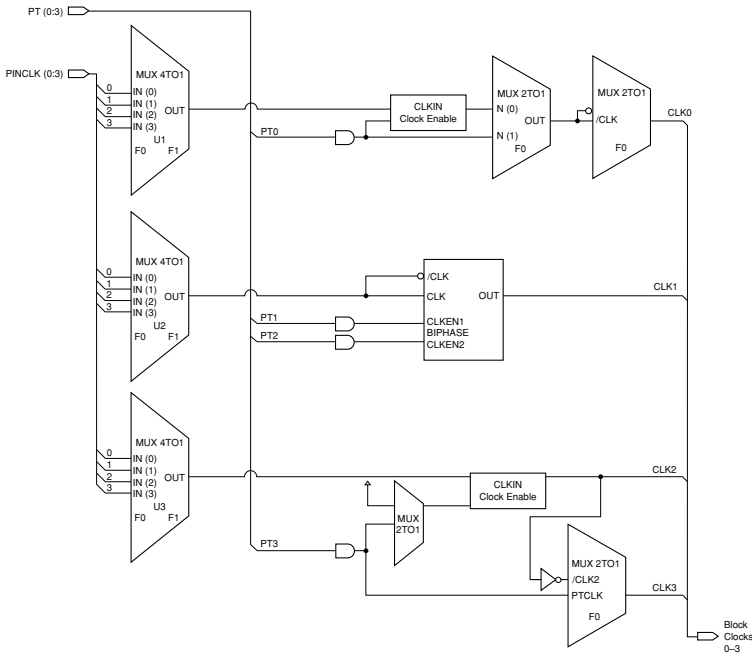 PT (0:3)
PINCLK (0:3)
MUX 4TO1
0
IN (0)
1
IN (1)
2
IN (2)
3
IN (3)
OUT
U1
F0
F1
PT0
CLKIN
Clock Enable
MUX 2TO1
N (0)
OUT
N (1)
F0
MUX 2TO1
/CLK
F0
CLK0
MUX 4TO1
0
IN (0)
1
IN (1)
2
IN (2)
3
IN (3)
OUT
U2
F0
F1
PT1
PT2
/CLK
CLK
OUT
CLKEN1
BIPHASE
CLKEN2
CLK1
MUX 4TO1
0
IN (0)
1
IN (1)
2
IN (2)
3
IN (3)
OUT
U3
F0
F1
PT3
MUX
2TO1
CLKIN
Clock Enable
CLK2
MUX 2TO1
/CLK2
PTCLK
F0
CLK3
Block
Clocks
0–3